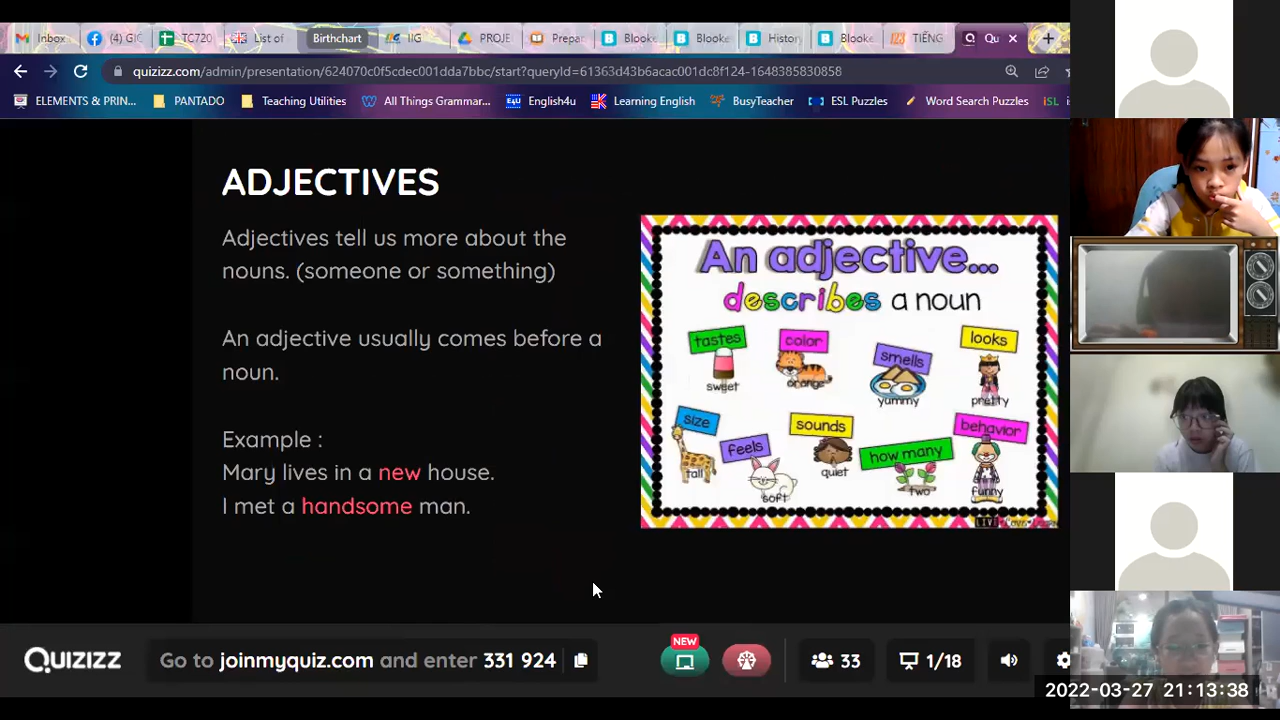 Inbox
(4) GIC
TC720
List of
Birthchart
IIG
PROJE
Prepar
Blooke
Blooke
Histor
Blooke
TIẾNG
Qu
quizizz.com/admin/presentation/624070c0f5cdec001dda7bbc/start?queryId=61363d43b6acac001dc8f124-1648385830858
ELEMENTS & PRIN...
PANTADO
Teaching Utilities
All Things Grammar...
English4u
Learning English
BusyTeacher
ESL Puzzles
Word Search Puzzles
ADJECTIVES
Adjectives tell us more about the
nouns. (someone or something)
An adjective usually comes before a
noun.
Example :
Mary lives in a new house.
I met a handsome man.
An adjective...
describes a noun
tastes
sweet
color
orange
smells
yummy
looks
pretty
size
tall
feels
soft
sounds
quiet
how many
two
behavior
funny
NEW
Quizizz
Go to joinmyquiz.com and enter 331 924
33
1/18
2022-03-27 21:13:38